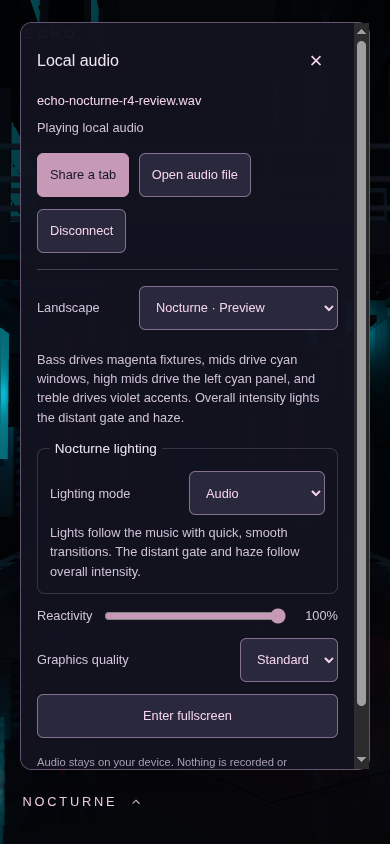 ECHO
Local audio ✕
echo-nocturne-r4-review.wav
Playing local audio
Share a tab
Open audio file
Disconnect
Landscape
Nocturne · Preview
Bass drives magenta fixtures, mids drive cyan
windows, high mids drive the left cyan panel, and
treble drives violet accents. Overall intensity lights
the distant gate and haze.
Nocturne lighting
Lighting mode
Audio
Lights follow the music with quick, smooth
transitions. The distant gate and haze follow
overall intensity.
Reactivity
100%
Graphics quality
Standard
Enter fullscreen
Audio stays on your device. Nothing is recorded or
NOCTURNE